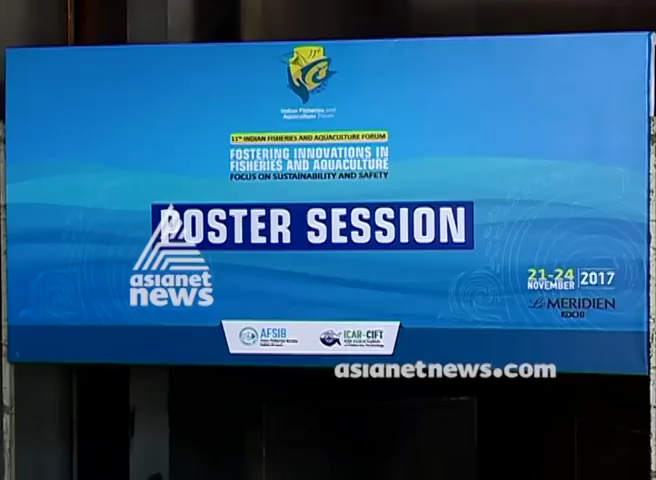 11th
Indian Fisheries and
Aquaculture Forum
11TH INDIAN FISHERIES AND AQUACULTURE FORUM
FOSTERING INNOVATIONS IN
FISHERIES AND AQUACULTURE
FOCUS ON SUSTAINABILITY AND SAFETY
POSTER SESSION
asianet
news
21-24
NOVEMBER
2017
Le MERIDIEN
KOCHI
AFSIB
ICAR-CIFT
asianetnews.com